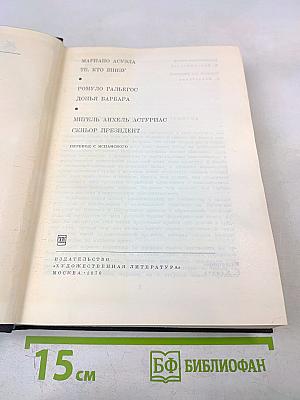 МАРИАНО АСУЭЛА
ТЕ, КТО ВНИЗУ
РОМУЛО ГАЛЬЕГОС
ДОНЬЯ БАРБАРА
МИГЕЛЬ АНХЕЛЬ АСТУРИАС
СЕНЬОР ПРЕЗИДЕНТ
ПЕРЕВОД С ИСПАНСКОГО
ИЗДАТЕЛЬСТВО
«ХУДОЖЕСТВЕННАЯ ЛИТЕРАТУРА»
МОСКВА · 1970
15 см
БФ БИБЛИОФАН